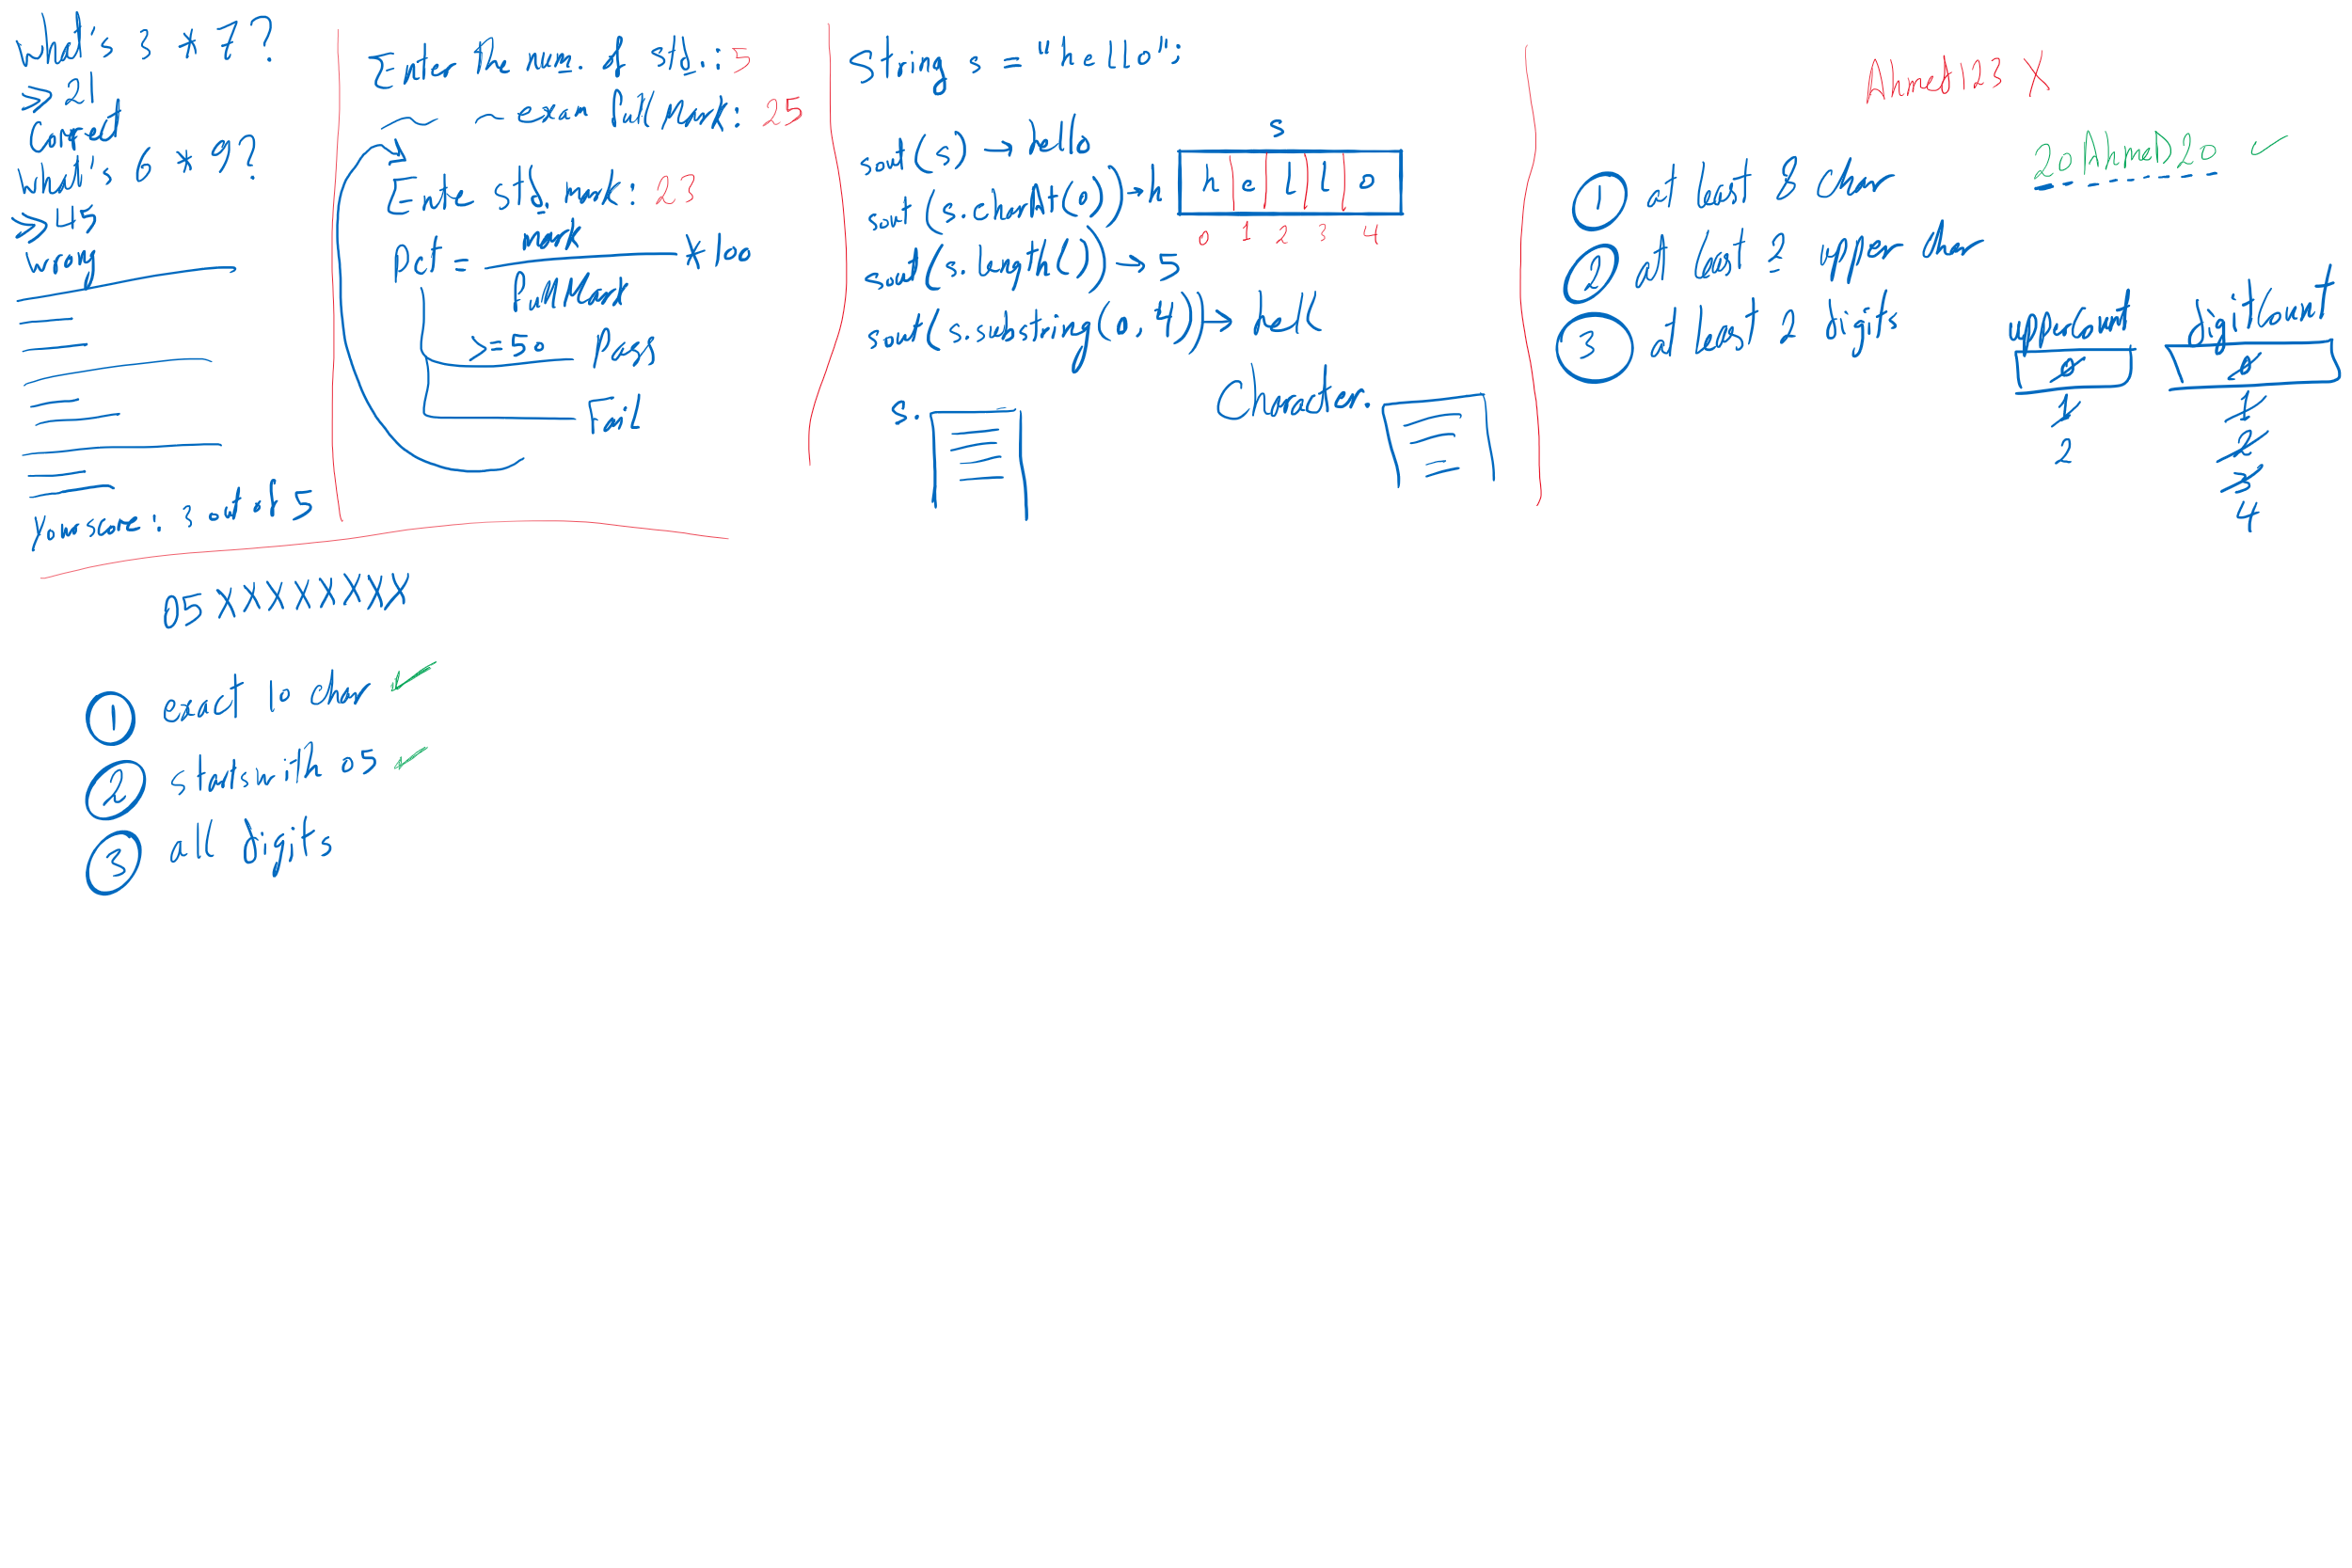 What's 3 * 7?
>> 21
Correct
What's 6 * 9?
>> 45
wrong
Your score: 3 out of 5
Enter the num. of std.: 5
exam full Mark: 25
Ente std. mark: 23
Pct = mark / fullMark * 100
>= 50 Pass
Fail
String s = "hello";
sout(s) → hello
sout(s.charAt(0)) → h
sout(s.length()) → 5
sout(s.substring(0, 4)) → hell
s
h e l l o
0 1 2 3 4
s.
Character.
Ahmed123 X
20AhmeD20 ✓
1 at least 8 char
2 at least 2 upper char
3 at least 2 digits
upperCount digitCount
0 0
1 1
2 2
3
4
05XXXXXXXX
1 exact 10 char ✓
2 startswith 05 ✓
3 all digits